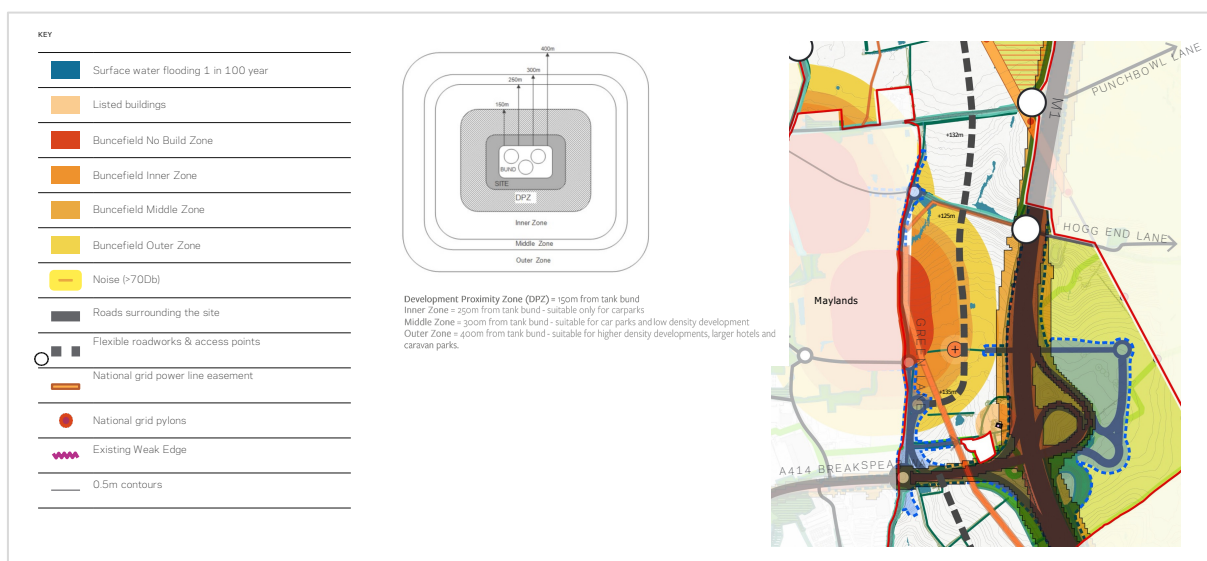 KEY
Surface water flooding 1 in 100 year
Listed buildings
Buncefield No Build Zone
Buncefield Inner Zone
Buncefield Middle Zone
Buncefield Outer Zone
Noise (>70Db)
Roads surrounding the site
Flexible roadworks & access points
National grid power line easement
National grid pylons
Existing Weak Edge
0.5m contours
400m
300m
250m
150m
BUND
SITE
DPZ
Inner Zone
Middle Zone
Outer Zone
Development Proximity Zone (DPZ) = 150m from tank bund
Inner Zone = 250m from tank bund - suitable only for carparks
Middle Zone = 300m from tank bund - suitable for car parks and low density development
Outer Zone = 400m from tank bund - suitable for higher density developments, larger hotels and
caravan parks.
PUNCHBOWL LANE
M1
+132m
+125m
HOGG END LANE
Maylands
GREEN LANE
+135m
A414 BREAKSPEA